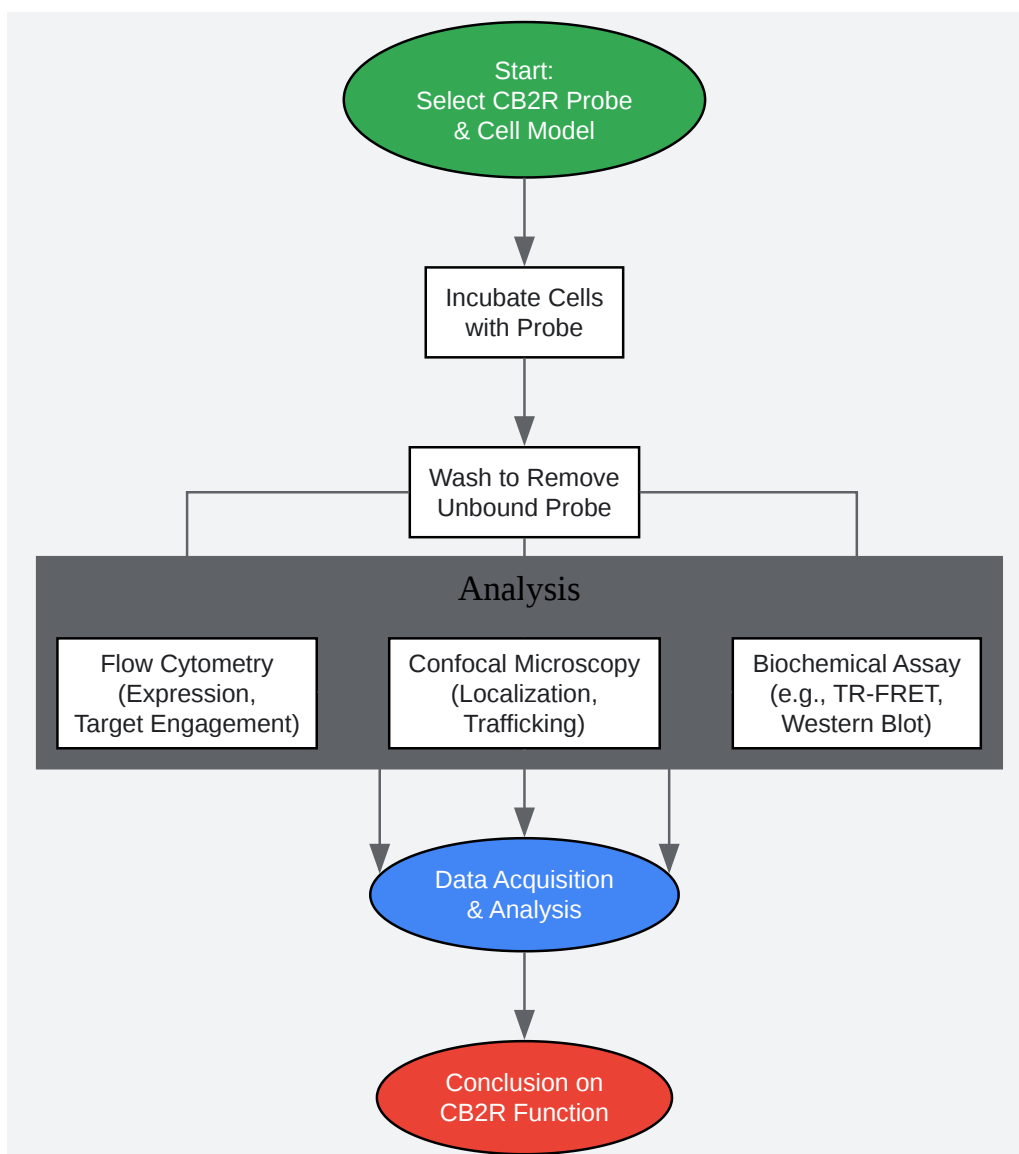 Start:
Select CB2R Probe
& Cell Model
Incubate Cells
with Probe
Wash to Remove
Unbound Probe
Analysis
Flow Cytometry
(Expression,
Target Engagement)
Confocal Microscopy
(Localization,
Trafficking)
Biochemical Assay
(e.g., TR-FRET,
Western Blot)
Data Acquisition
& Analysis
Conclusion on
CB2R Function